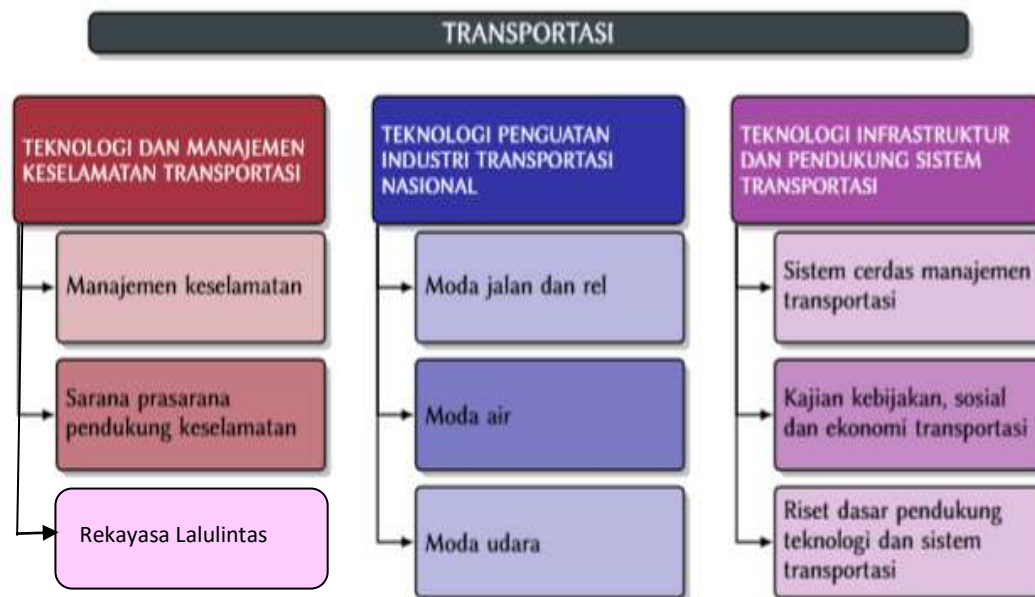 TRANSPORTASI
TEKNOLOGI DAN MANAJEMEN
KESELAMATAN TRANSPORTASI
Manajemen keselamatan
Sarana prasarana
pendukung keselamatan
Rekayasa Lalulintas
TEKNOLOGI PENGUATAN
INDUSTRI TRANSPORTASI
NASIONAL
Moda jalan dan rel
Moda air
Moda udara
TEKNOLOGI INFRASTRUKTUR
DAN PENDUKUNG SISTEM
TRANSPORTASI
Sistem cerdas manajemen
transportasi
Kajian kebijakan, sosial
dan ekonomi transportasi
Riset dasar pendukung
teknologi dan sistem
transportasi